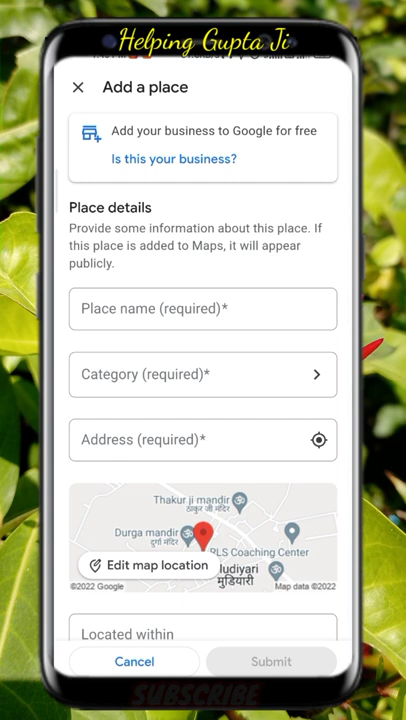 Helping Gupta Ji
Add a place
Add your business to Google for free
Is this your business?
Place details
Provide some information about this place. If
this place is added to Maps, it will appear
publicly.
Place name (required)*
Category (required)*
Address (required)*
Thakur ji mandir
ठाकुर जी मंदिर
Durga mandir
दुर्गा मंदिर
RLS Coaching Center
Edit map location
ludiyari
मुडियारी
©2022 Google
Map data ©2022
Located within
Cancel
Submit
SUBSCRIBE